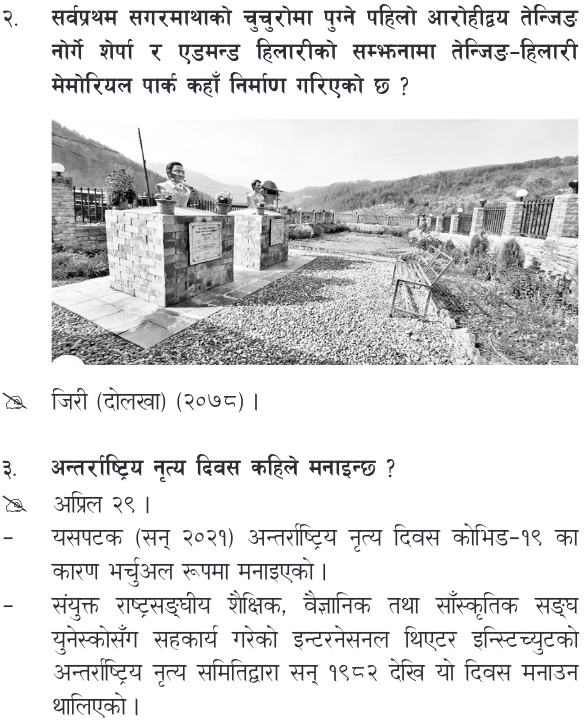 २. सर्वप्रथम सगरमाथाको चुचुरोमा पुग्ने पहिलो आरोहीद्वय तेन्जिङ
नोर्गे शेर्पा र एडमन्ड हिलारीको सम्झनामा तेन्जिङ–हिलारी
मेमोरियल पार्क कहाँ निर्माण गरिएको छ ?
जिरी (दोलखा) (२०७८) ।
३. अन्तर्राष्ट्रिय नृत्य दिवस कहिले मनाइन्छ ?
अप्रिल २९ ।
– यसपटक (सन् २०२१) अन्तर्राष्ट्रिय नृत्य दिवस कोभिड–१९ का
कारण भर्चुअल रूपमा मनाइएको ।
– संयुक्त राष्ट्रसङ्घीय शैक्षिक, वैज्ञानिक तथा साँस्कृतिक सङ्घ
युनेस्कोसँग सहकार्य गरेको इन्टरनेसनल थिएटर इन्स्टिच्युटको
अन्तर्राष्ट्रिय नृत्य समितिद्वारा सन् १९८२ देखि यो दिवस मनाउन
थालिएको ।